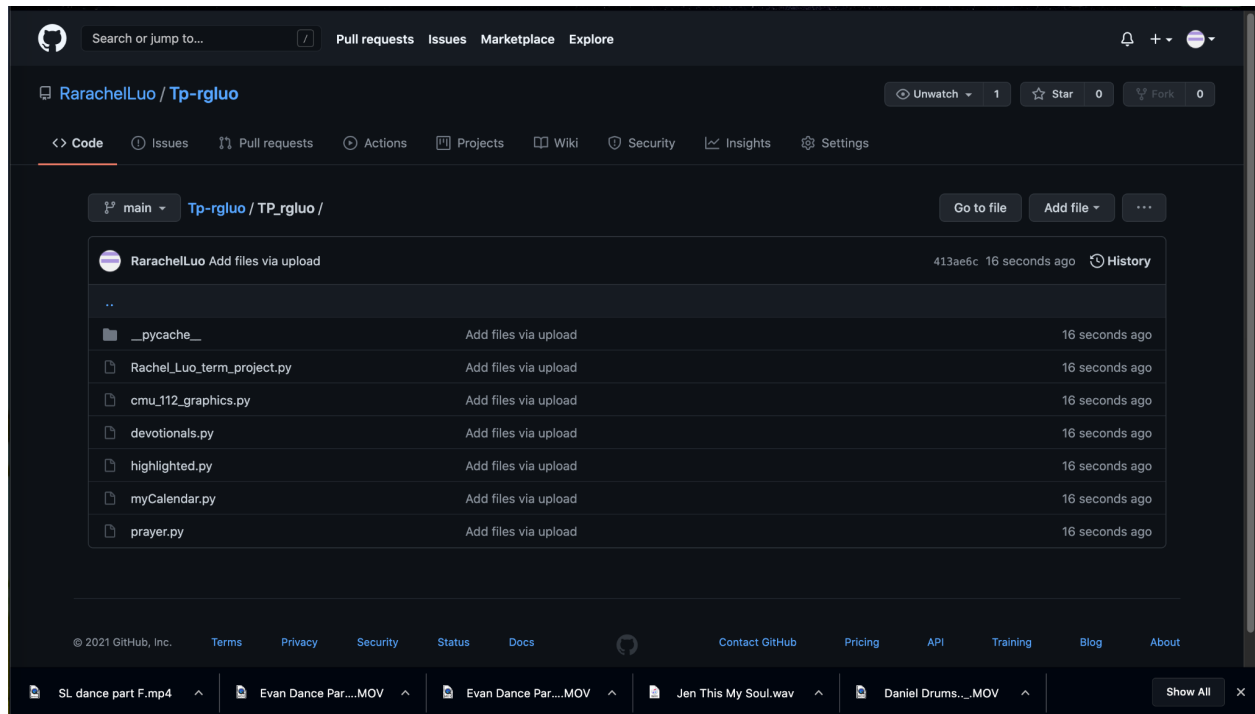 Search or jump to... / Pull requests Issues Marketplace Explore
RarachelLuo / Tp-rgluo Unwatch 1 Star 0 Fork 0
<> Code Issues Pull requests Actions Projects Wiki Security Insights Settings
main Tp-rgluo / TP_rgluo / Go to file Add file ...
RarachelLuo Add files via upload 413ae6c 16 seconds ago History
..
__pycache__ Add files via upload 16 seconds ago
Rachel_Luo_term_project.py Add files via upload 16 seconds ago
cmu_112_graphics.py Add files via upload 16 seconds ago
devotionals.py Add files via upload 16 seconds ago
highlighted.py Add files via upload 16 seconds ago
myCalendar.py Add files via upload 16 seconds ago
prayer.py Add files via upload 16 seconds ago
© 2021 GitHub, Inc. Terms Privacy Security Status Docs Contact GitHub Pricing API Training Blog About
SL dance part F.mp4 Evan Dance Par....MOV Evan Dance Par....MOV Jen This My Soul.wav Daniel Drums.._.MOV Show All